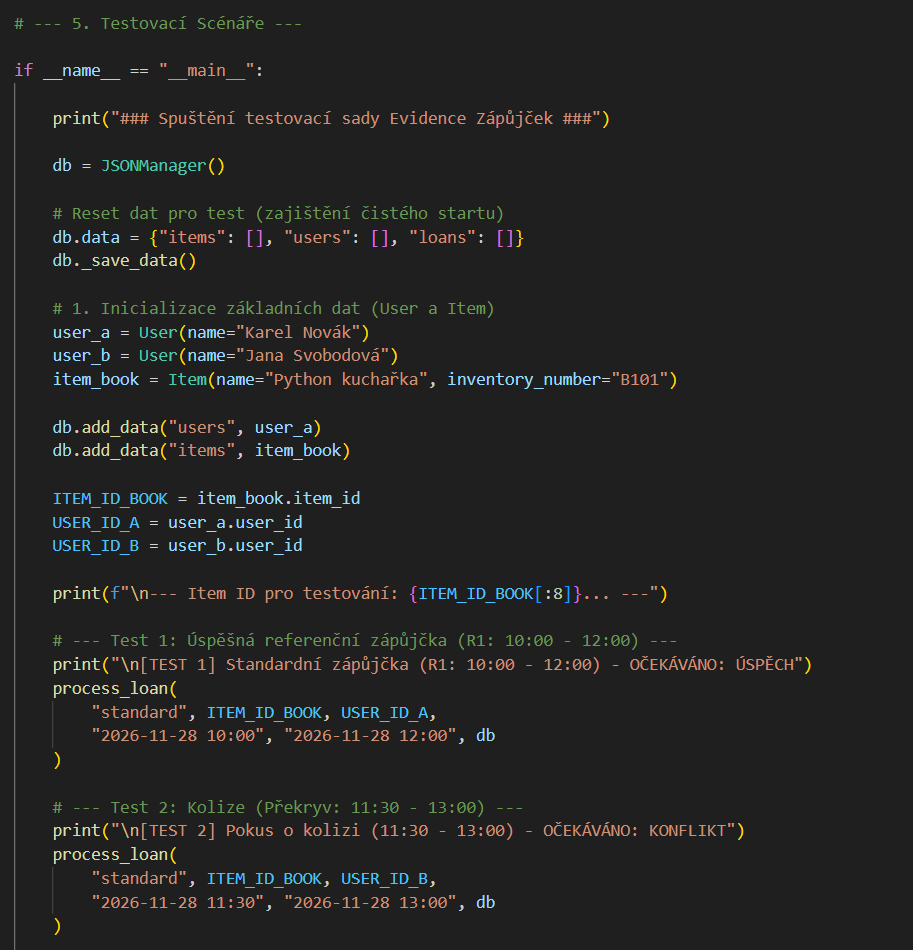 # --- 5. Testovací Scénáře ---
if __name__ == "__main__":
print("### Spuštění testovací sady Evidence Zápůjček ###")
db = JSONManager()
# Reset dat pro test (zajištění čistého startu)
db.data = {"items": [], "users": [], "loans": []}
db._save_data()
# 1. Inicializace základních dat (User a Item)
user_a = User(name="Karel Novák")
user_b = User(name="Jana Svobodová")
item_book = Item(name="Python kuchařka", inventory_number="B101")
db.add_data("users", user_a)
db.add_data("items", item_book)
ITEM_ID_BOOK = item_book.item_id
USER_ID_A = user_a.user_id
USER_ID_B = user_b.user_id
print(f"\n--- Item ID pro testování: {ITEM_ID_BOOK[:8]}... ---")
# --- Test 1: Úspěšná referenční zápůjčka (R1: 10:00 - 12:00) ---
print("\n[TEST 1] Standardní zápůjčka (R1: 10:00 - 12:00) - OČEKÁVÁNO: ÚSPĚCH")
process_loan(
"standard", ITEM_ID_BOOK, USER_ID_A,
"2026-11-28 10:00", "2026-11-28 12:00", db
)
# --- Test 2: Kolize (Překryv: 11:30 - 13:00) ---
print("\n[TEST 2] Pokus o kolizi (11:30 - 13:00) - OČEKÁVÁNO: KONFLIKT")
process_loan(
"standard", ITEM_ID_BOOK, USER_ID_B,
"2026-11-28 11:30", "2026-11-28 13:00", db
)